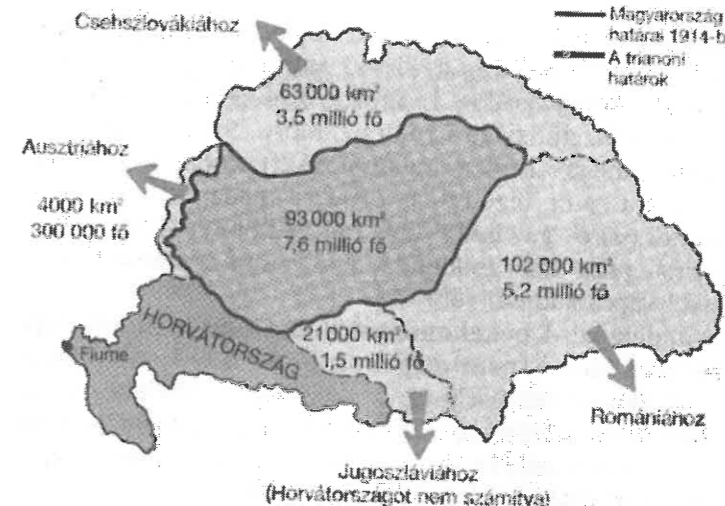 Csehszlovákiához
Magyarország
határai 1914-b
A trianoni
határok
63 000 km²
3,5 millió fő
Ausztriához
4000 km²
300 000 fő
93 000 km²
7,6 millió fő
102 000 km²
5,2 millió fő
HORVÁTORSZÁG
Fiume
21000 km²
1,5 millió fő
Romániához
Jugoszláviához
(Horvátországot nem számítva)